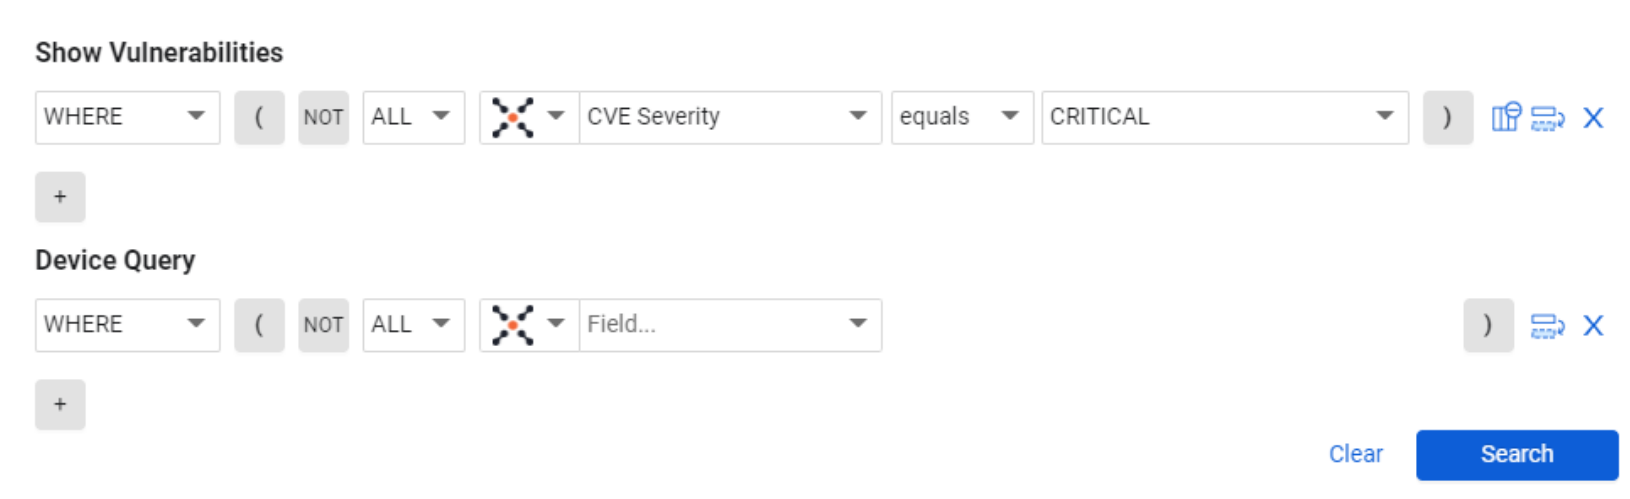 Show Vulnerabilities
WHERE ( NOT ALL CVE Severity equals CRITICAL ) X
+
Device Query
WHERE ( NOT ALL Field... ) X
+
Clear Search